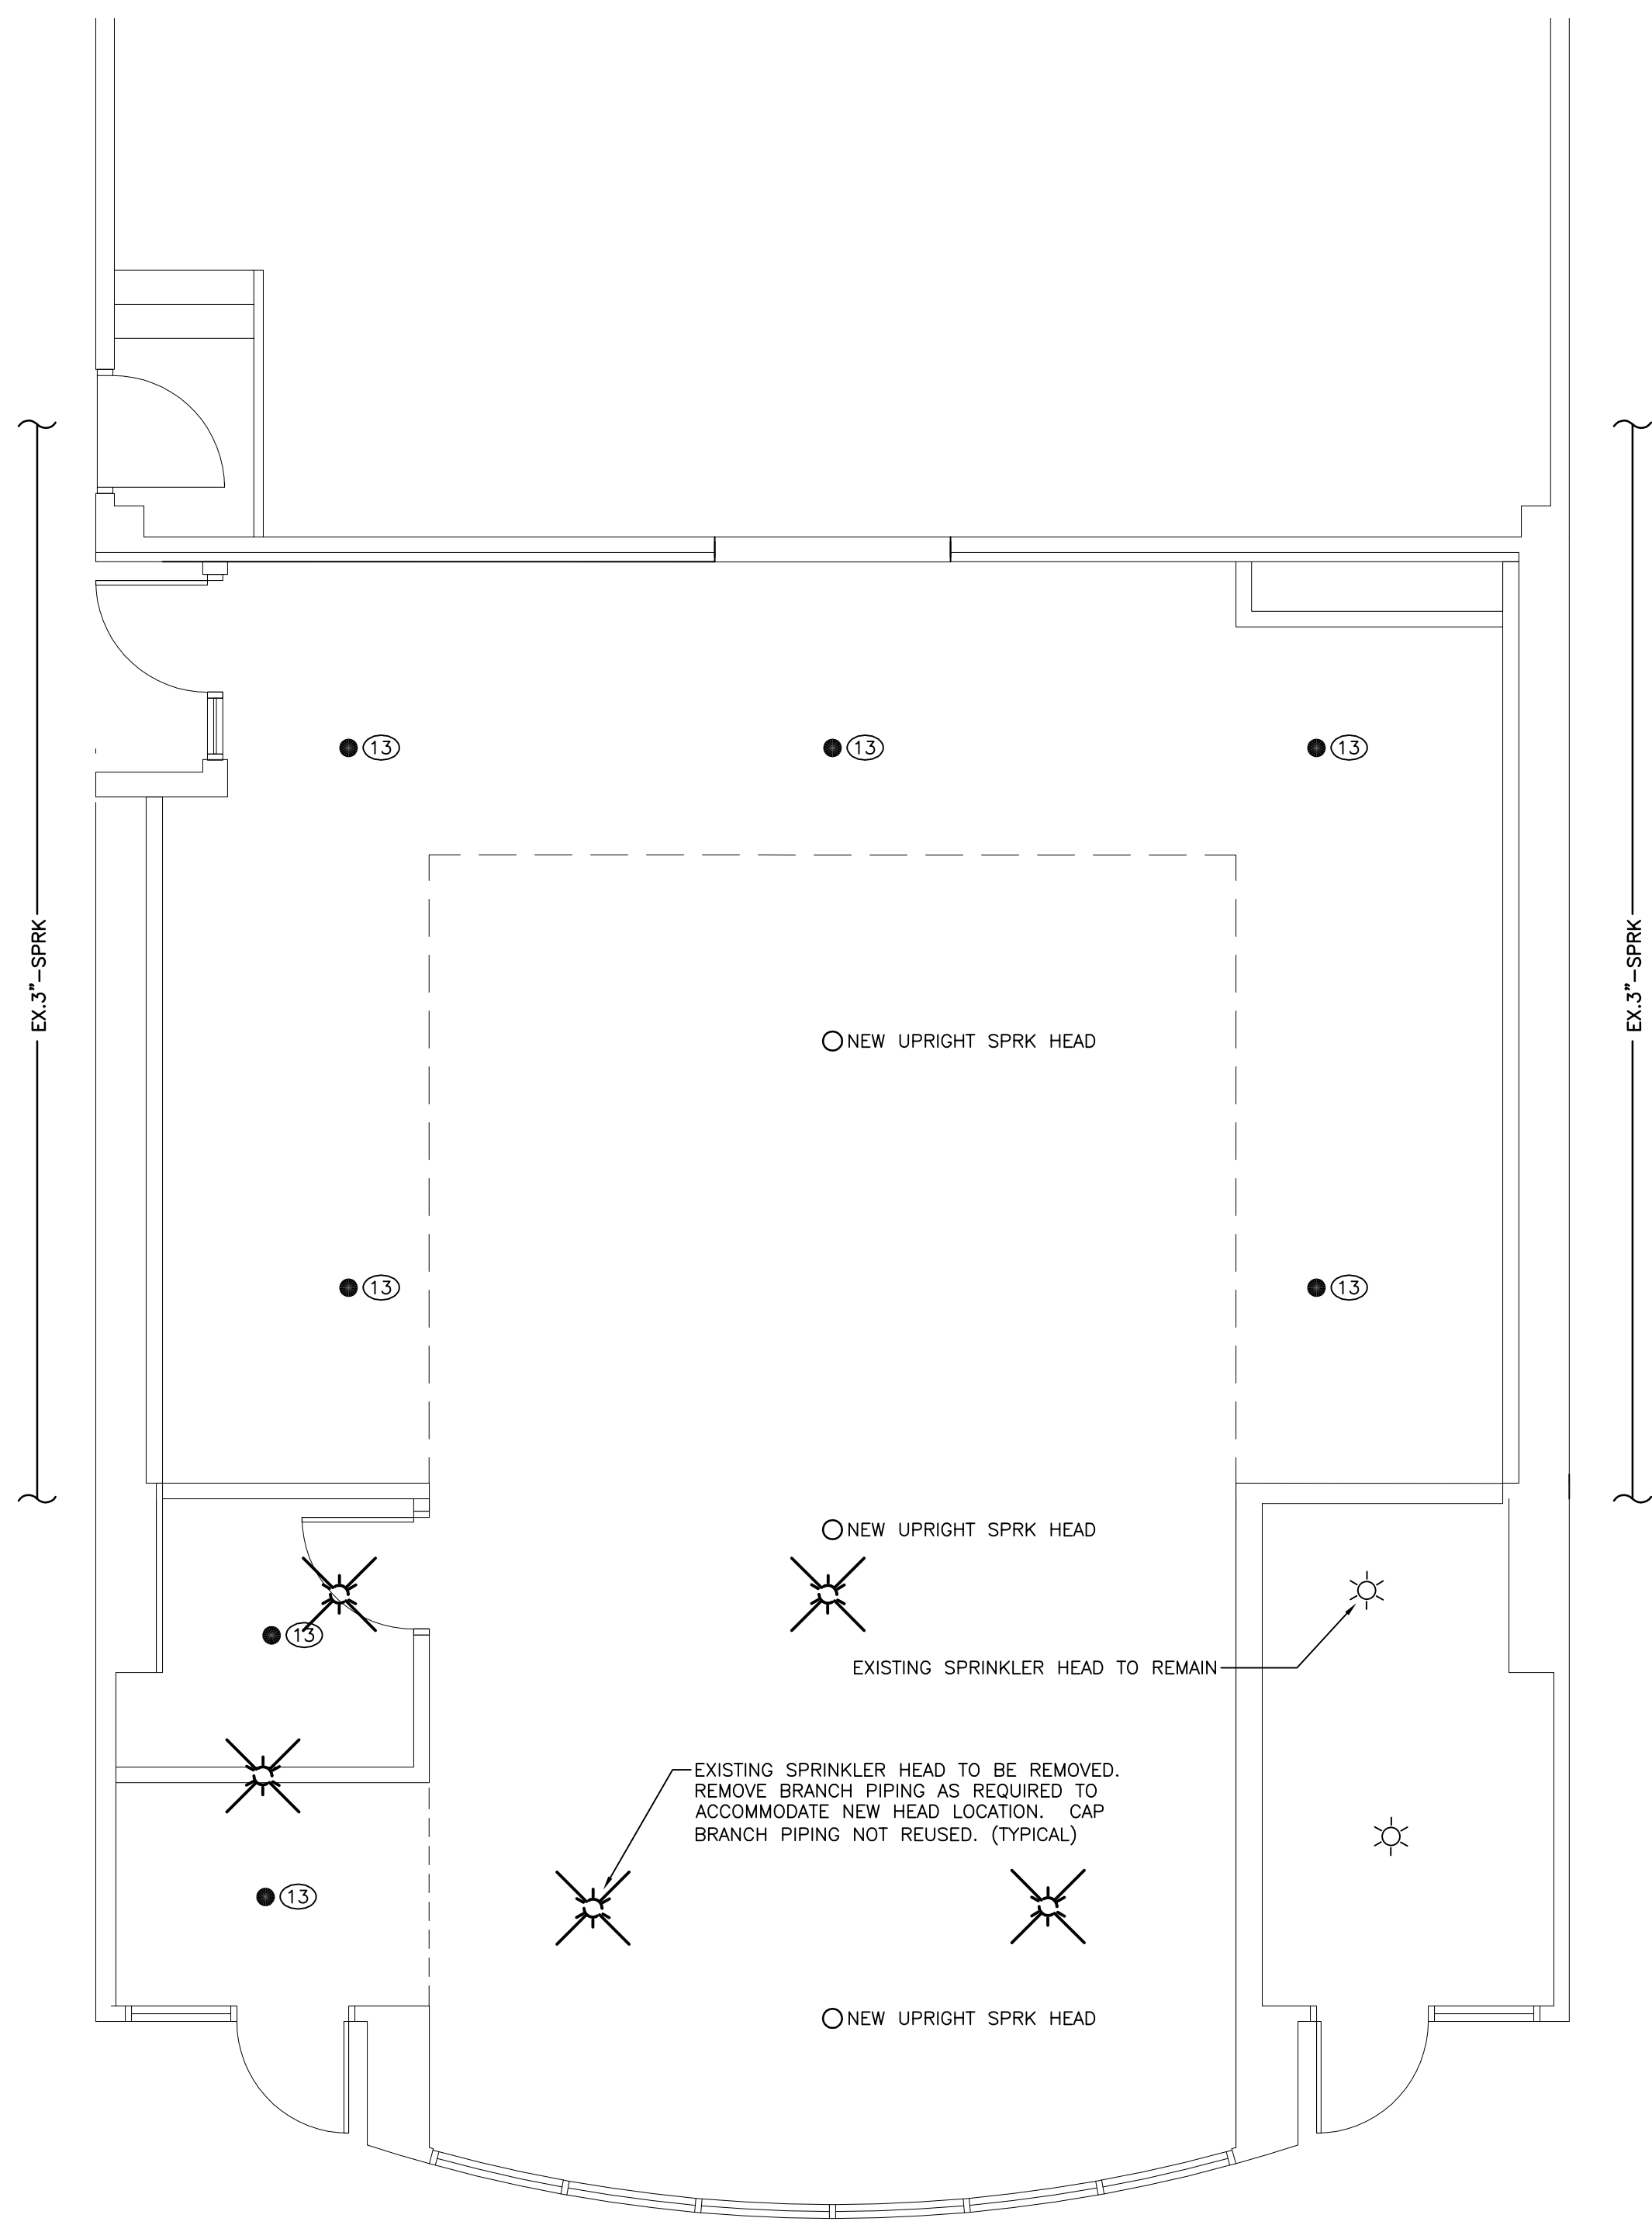 13
13
13
EX.3"-SPRK
EX.3"-SPRK
NEW UPRIGHT SPRK HEAD
13
13
NEW UPRIGHT SPRK HEAD
13
EXISTING SPRINKLER HEAD TO REMAIN
EXISTING SPRINKLER HEAD TO BE REMOVED.
REMOVE BRANCH PIPING AS REQUIRED TO
ACCOMMODATE NEW HEAD LOCATION. CAP
BRANCH PIPING NOT REUSED. (TYPICAL)
13
NEW UPRIGHT SPRK HEAD